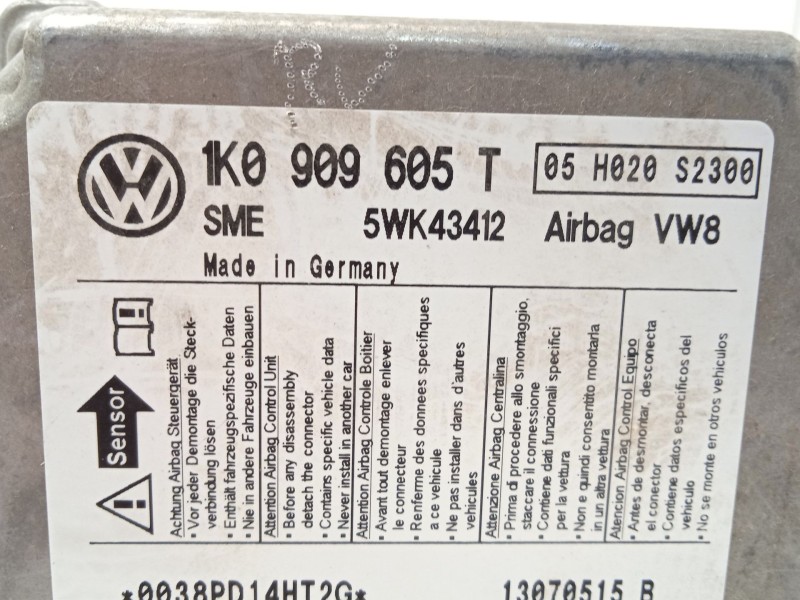 1K0 909 605 T
05 H020 S2300
SME 5WK43412 Airbag VW8
Made in Germany
Sensor
Achtung Airbag Steuergerät
• Vor jeder Demontage die Steck-
verbindung lösen
• Enthält fahrzeugspezifische Daten
• Nie in andere Fahrzeuge einbauen
Attention Airbag Control Unit
• Before any disassembly
detach the connector
• Contains specific vehicle data
• Never install in another car
Attention Airbag Controle Boitier
• Avant tout demontage enlever
le connecteur
• Renferme des donnees specifiques
a ce vehicule
• Ne pas installer dans d'autres
vehicules
Attenzione Airbag Centralina
• Prima di procedere allo smontaggio,
staccare il connessione
• Contiene dati funzionali specifici
per la vettura
• Non e quindi consentito montarla
in un altra vettura
Atencion Airbag Control Equipo
• Antes de desmontar, desconecta
el conector
• Contiene datos especificos del
vehiculo
• No se monte en otros vehiculos
*0038PD14HT2G* 13070515 B